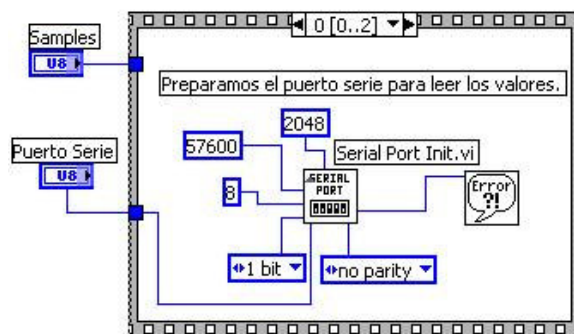 Samples
U8
0 [0..2]
Preparamos el puerto serie para leer los valores.
2048
Puerto Serie
U8
57600
Serial Port Init.vi
SERIAL
PORT
8
Error
?!
1 bit
no parity